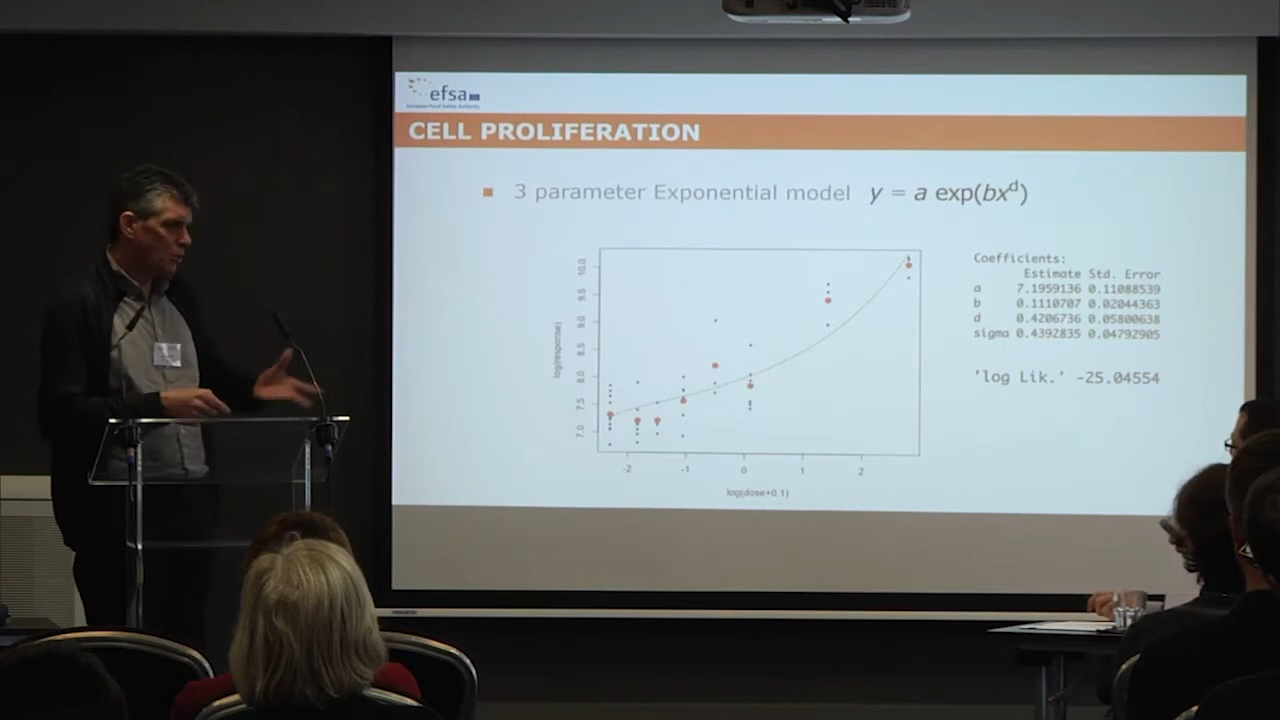 efsa
European Food Safety Authority
CELL PROLIFERATION
3 parameter Exponential model y = a exp(bx^d)
Coefficients:
Estimate Std. Error
a 7.1959136 0.11088539
b 0.1110707 0.02044363
d 0.4206736 0.05800638
sigma 0.4392835 0.04792905
'log Lik.' -25.04554
log(response)
10.0
9.5
9.0
8.5
8.0
7.5
7.0
-2 -1 0 1 2
log(dose+0.1)